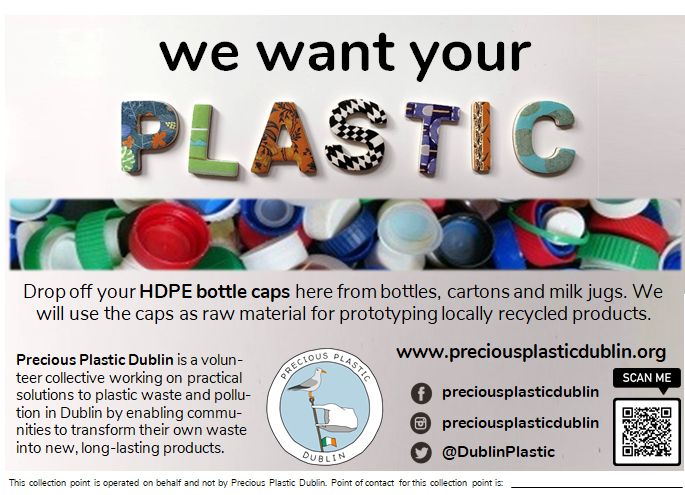 we want your
PLASTIC
Drop off your HDPE bottle caps here from bottles, cartons and milk jugs. We
will use the caps as raw material for prototyping locally recycled products.
Precious Plastic Dublin is a volun-
teer collective working on practical
solutions to plastic waste and pollu-
tion in Dublin by enabling commu-
nities to transform their own waste
into new, long-lasting products.
PRECIOUS PLASTIC
DUBLIN
www.preciousplasticdublin.org
preciousplasticdublin
preciousplasticdublin
@DublinPlastic
SCAN ME
This collection point is operated on behalf and not by Precious Plastic Dublin. Point of contact for this collection point is: